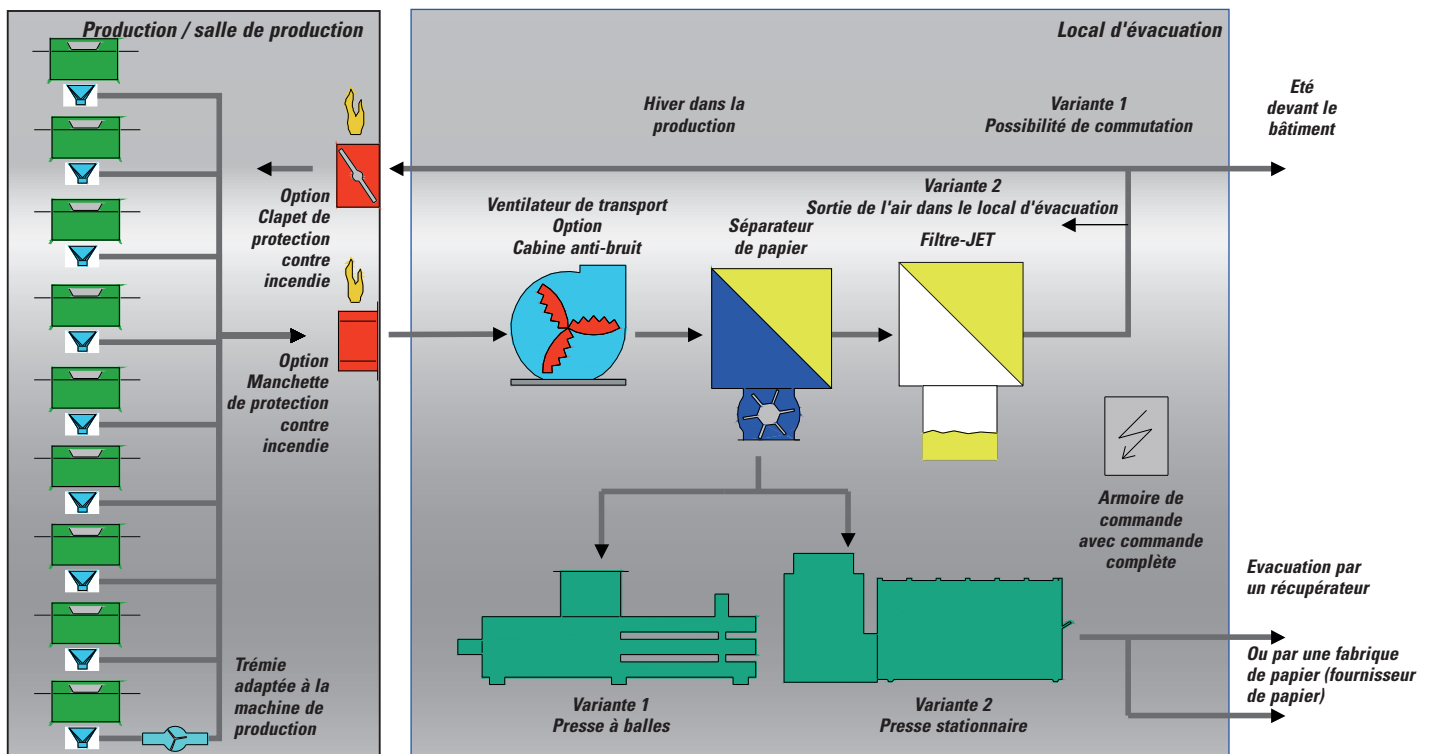 Production / salle de production
Local d'évacuation
Hiver dans la
production
Variante 1
Possibilité de commutation
Eté
devant le
bâtiment
Option
Clapet de
protection
contre
incendie
Ventilateur de transport
Option
Cabine anti-bruit
Séparateur
de papier
Variante 2
Sortie de l'air dans le local d'évacuation
Filtre-JET
Option
Manchette
de protection
contre
incendie
Armoire de
commande
avec commande
complète
Trémie
adaptée à la
machine de
production
Variante 1
Presse à balles
Variante 2
Presse stationnaire
Evacuation par
un récupérateur
Ou par une fabrique
de papier (fournisseur
de papier)